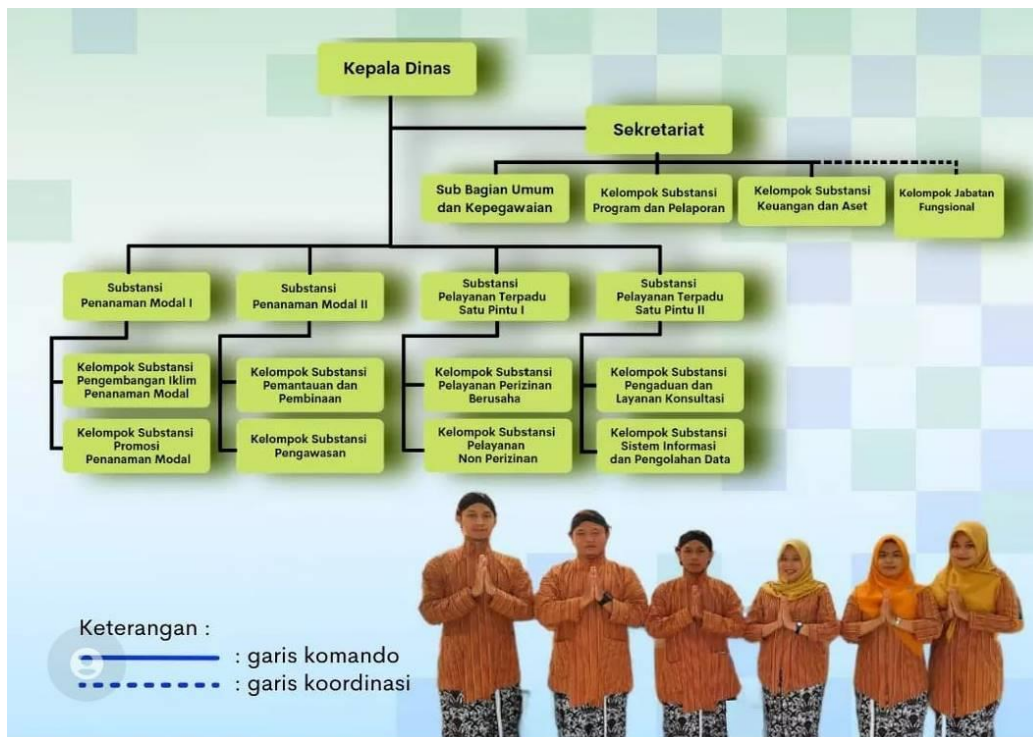 Kepala Dinas
Sekretariat
Sub Bagian Umum
dan Kepegawaian
Kelompok Substansi
Program dan Pelaporan
Kelompok Substansi
Keuangan dan Aset
Kelompok Jabatan
Fungsional
Substansi
Penanaman Modal I
Substansi
Penanaman Modal II
Substansi
Pelayanan Terpadu
Satu Pintu I
Substansi
Pelayanan Terpadu
Satu Pintu II
Kelompok Substansi
Pengembangan Iklim
Penanaman Modal
Kelompok Substansi
Pemantauan dan
Pembinaan
Kelompok Substansi
Pelayanan Perizinan
Berusaha
Kelompok Substansi
Pengaduan dan
Layanan Konsultasi
Kelompok Substansi
Promosi
Penanaman Modal
Kelompok Substansi
Pengawasan
Kelompok Substansi
Pelayanan
Non Perizinan
Kelompok Substansi
Sistem Informasi
dan Pengolahan Data
Keterangan :
: garis komando
: garis koordinasi